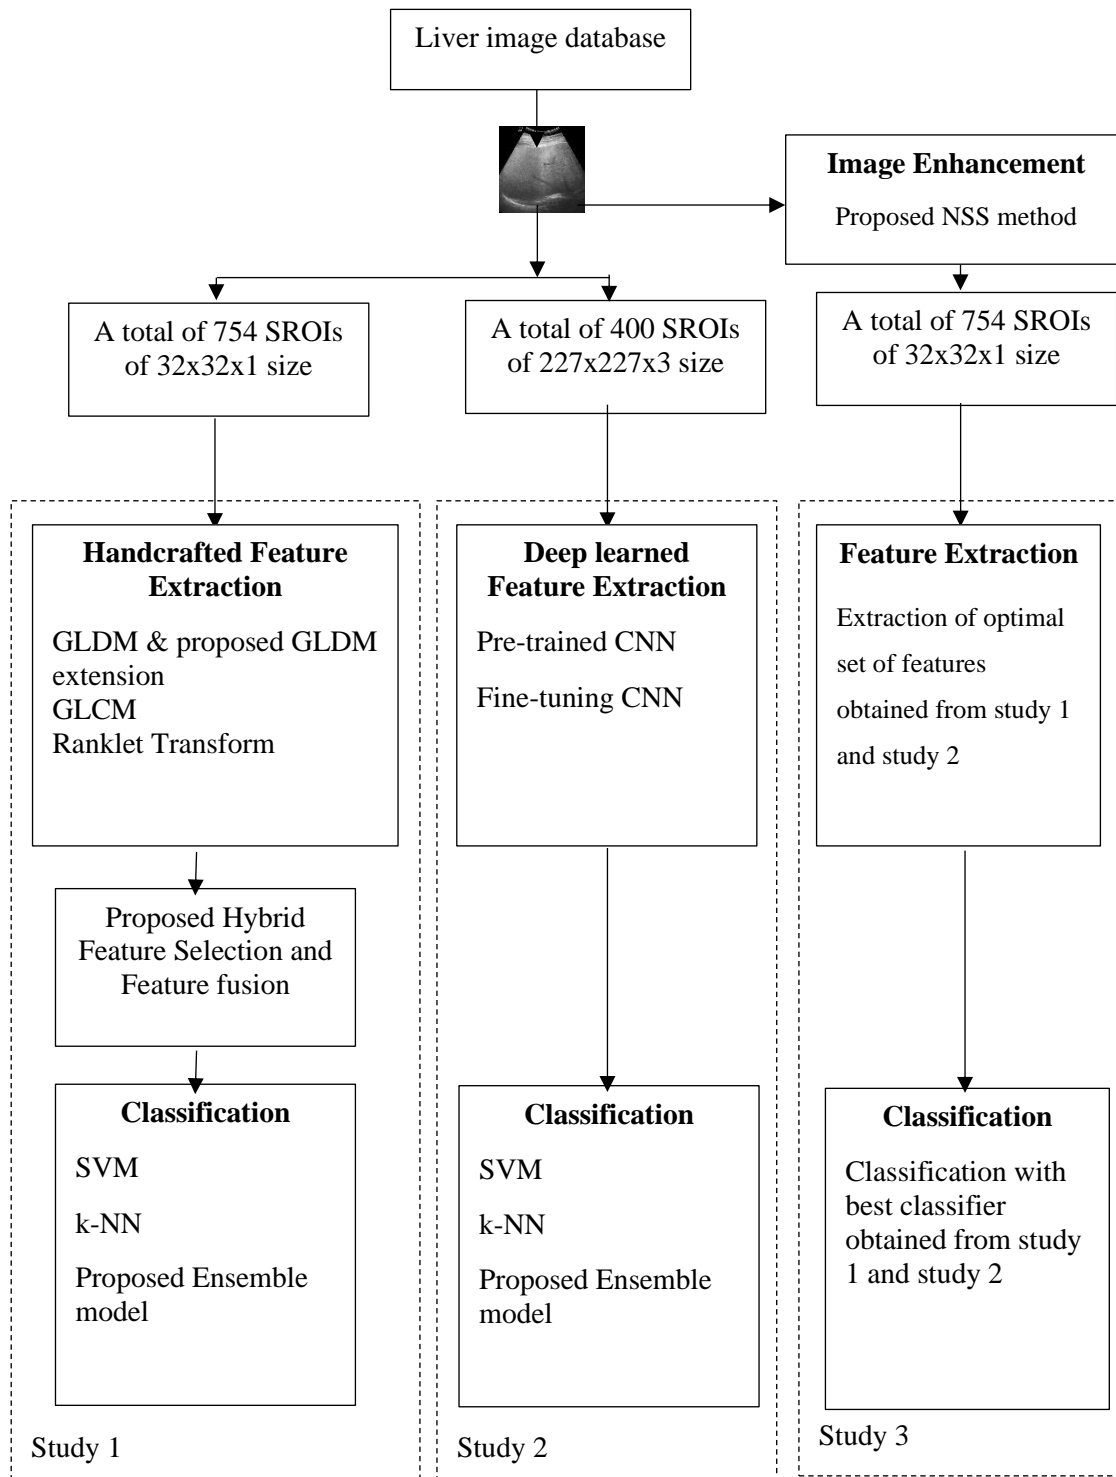 Liver image database
Image Enhancement
Proposed NSS method
A total of 754 SROIs
of 32x32x1 size
A total of 400 SROIs
of 227x227x3 size
A total of 754 SROIs
of 32x32x1 size
Handcrafted Feature
Extraction
GLDM & proposed GLDM
extension
GLCM
Ranklet Transform
Proposed Hybrid
Feature Selection and
Feature fusion
Classification
SVM
k-NN
Proposed Ensemble
model
Study 1
Deep learned
Feature Extraction
Pre-trained CNN
Fine-tuning CNN
Classification
SVM
k-NN
Proposed Ensemble
model
Study 2
Feature Extraction
Extraction of optimal
set of features
obtained from study 1
and study 2
Classification
Classification with
best classifier
obtained from study
1 and study 2
Study 3